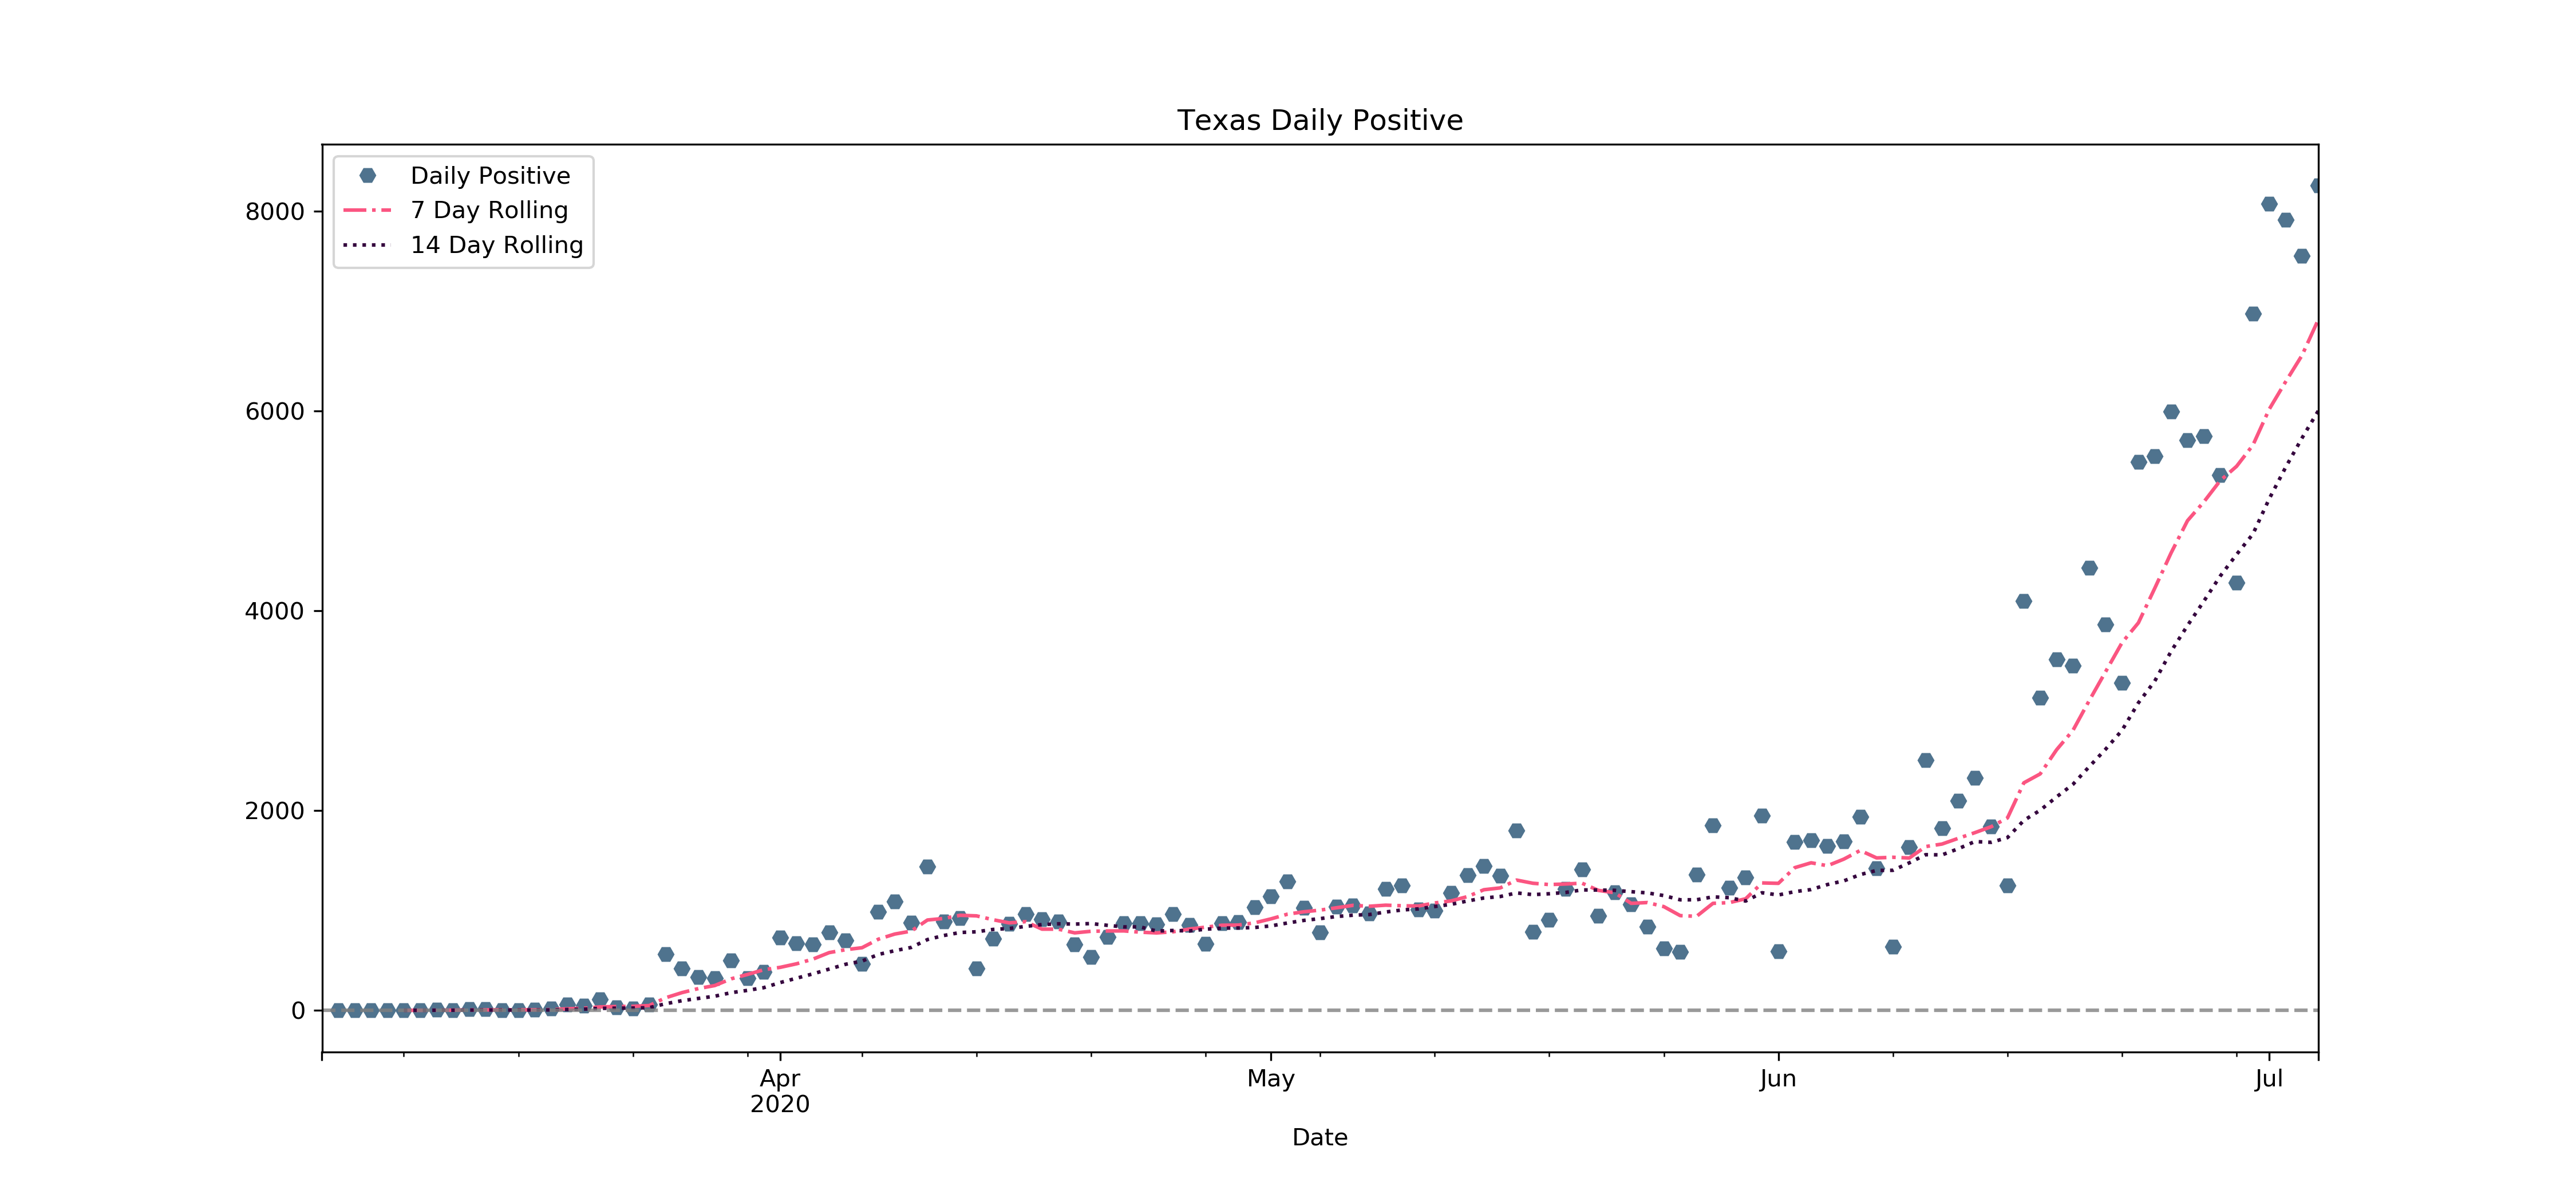 Texas Daily Positive
Daily Positive
7 Day Rolling
14 Day Rolling
8000
6000
4000
2000
0
Apr May Jun Jul
2020
Date